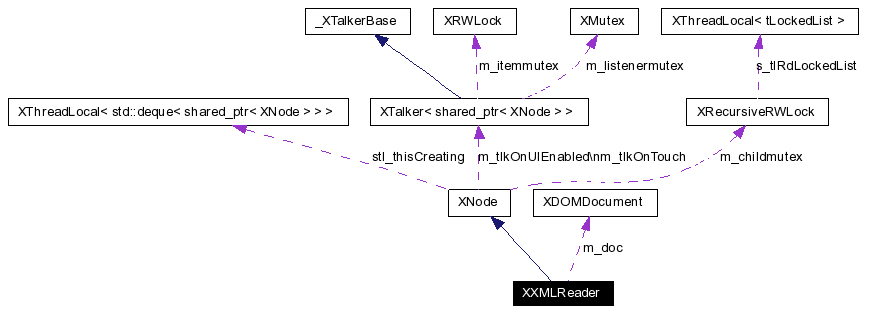 _XTalkerBase
XRWLock
XMutex
XThreadLocal< tLockedList >
m_itemmutex
m_listenermutex
s_tlRdLockedList
XThreadLocal< std::deque< shared_ptr< XNode > > >
XTalker< shared_ptr< XNode > >
XRecursiveRWLock
stl_thisCreating
m_tlkOnUIEnabled\nm_tlkOnTouch
m_childmutex
XNode
XDOMDocument
m_doc
XXMLReader